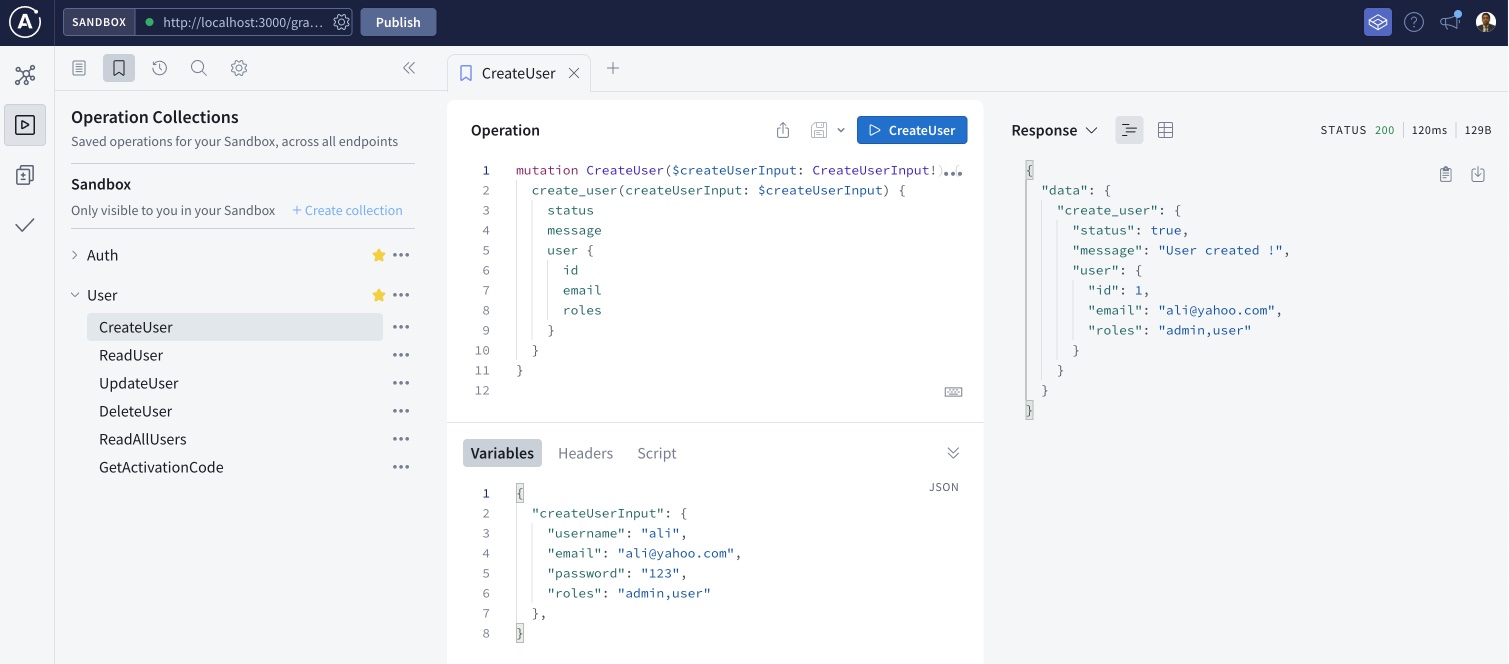 SANDBOX
http://localhost:3000/gra...
Publish
Operation Collections
Saved operations for your Sandbox, across all endpoints
Sandbox
Only visible to you in your Sandbox
+ Create collection
Auth
User
CreateUser
ReadUser
UpdateUser
DeleteUser
ReadAllUsers
GetActivationCode
CreateUser
Operation
CreateUser
1 mutation CreateUser($createUserInput: CreateUserInput!) {
2 create_user(createUserInput: $createUserInput) {
3 status
4 message
5 user {
6 id
7 email
8 roles
9 }
10 }
11 }
12
Variables
Headers
Script
JSON
1 {
2 "createUserInput": {
3 "username": "ali",
4 "email": "ali@yahoo.com",
5 "password": "123",
6 "roles": "admin,user"
7 },
8 }
Response
STATUS 200
120ms
129B
{
"data": {
"create_user": {
"status": true,
"message": "User created !",
"user": {
"id": 1,
"email": "ali@yahoo.com",
"roles": "admin,user"
}
}
}
}